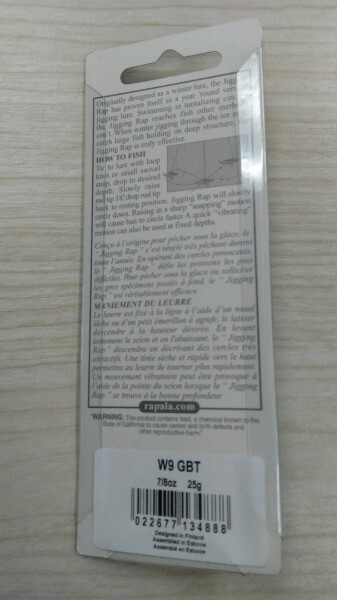 Originally designed as a winter lure, the Jigging
Rap has proven itself as a year 'round vertical
jigging lure. Swimming in tantalizing circles
the Jigging Rap reaches fish other methods
can't. When winter jigging through the ice or
catch large fish holding on deep structure,
Jigging Rap is truly effective.
HOW TO FISH
Tie to lure with loop
knot or small swivel
snap, drop to desired
depth. Slowly raise
rod tip 18", drop rod tip
back to resting position. Jigging Rap will slowly
circle down. Raising in a sharp "snapping" motion
will cause bait to circle faster. A quick "vibrating"
motion can also be used at fixed depths.
Conçu à l'origine pour pêcher sous la glace, le
" Jigging Rap " s'est révélé très pêchant durant
toute l'année. En opérant des cercles provocants,
le " Jigging Rap " défie les poissons les plus
difficiles. Pour pêcher sous la glace ou solliciter
les gros spécimens postés à fond, le " Jigging
Rap " est véritablement efficace.
MANIEMENT DU LEURRE
Le leurre est fixé à la ligne à l'aide d'un nœud
lâche ou d'un petit émerillon à agrafe, le laisser
descendre à la hauteur désirée. En levant
lentement le scion et en l'abaissant, le " Jigging
Rap " descendra en décrivant des cercles très
attractifs. Une tirée sèche et rapide vers le haut
permettra au leurre de tourner plus rapidement.
Un mouvement vibratoire peut être provoqué à
l'aide de la pointe du scion lorsque le " Jigging
Rap " se trouve à la bonne profondeur.
rapala.com
"WARNING: This product contains lead, a chemical known to the
State of California to cause cancer and birth defects and
other reproductive harm."
W9 GBT
7/8oz 25g
022677 134888
Designed in Finland
Assembled in Estonia
Assemble en Estonie